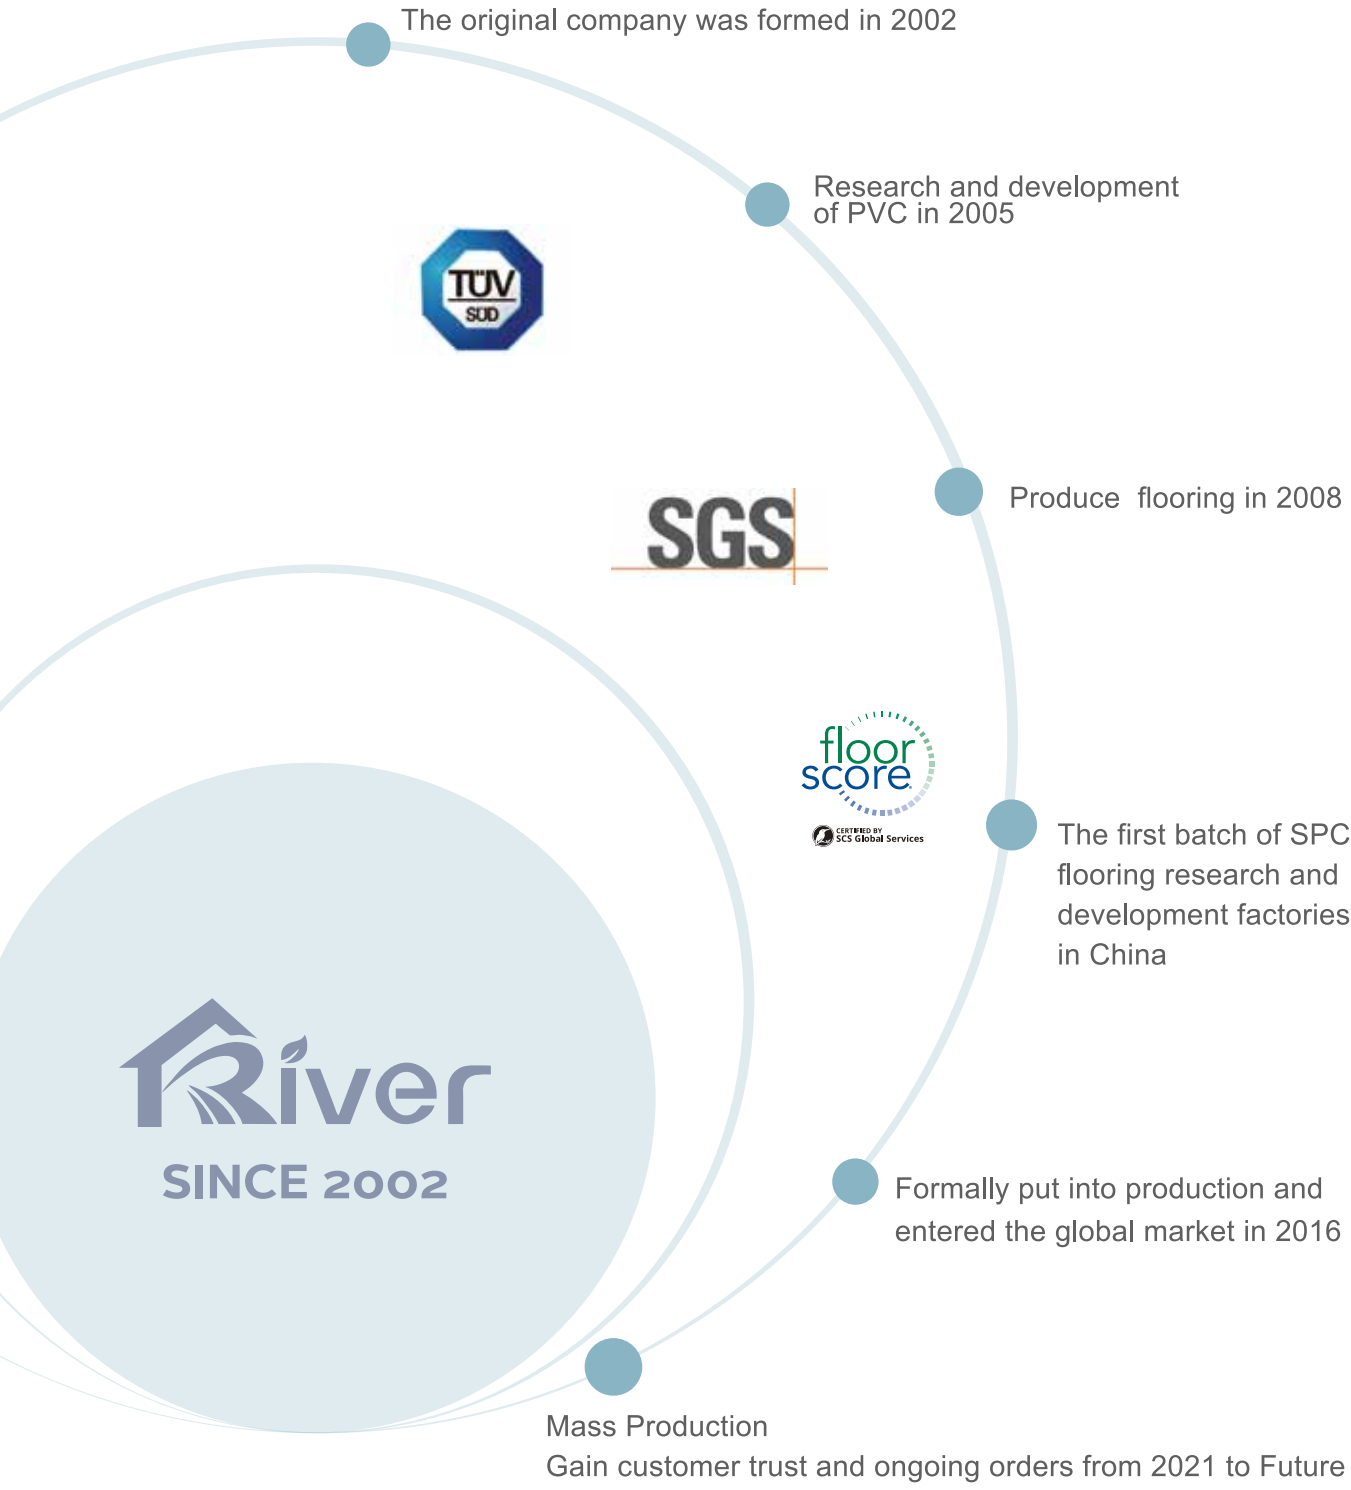 The original company was formed in 2002
Research and development
of PVC in 2005
TÜV
SÜD
Produce flooring in 2008
SGS
floor
score
CERTIFIED BY
SCS Global Services
The first batch of SPC
flooring research and
development factories
in China
River
SINCE 2002
Formally put into production and
entered the global market in 2016
Mass Production
Gain customer trust and ongoing orders from 2021 to Future